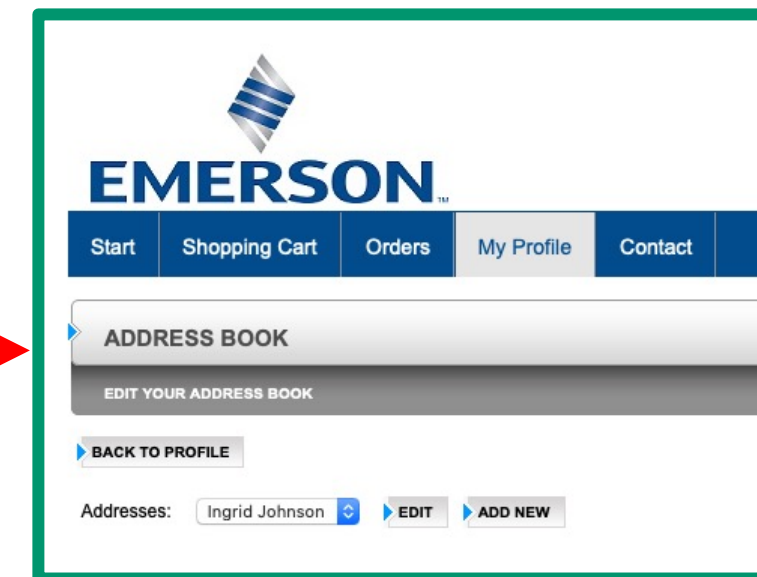 EMERSON™
Start Shopping Cart Orders My Profile Contact
ADDRESS BOOK
EDIT YOUR ADDRESS BOOK
BACK TO PROFILE
Addresses: Ingrid Johnson EDIT ADD NEW